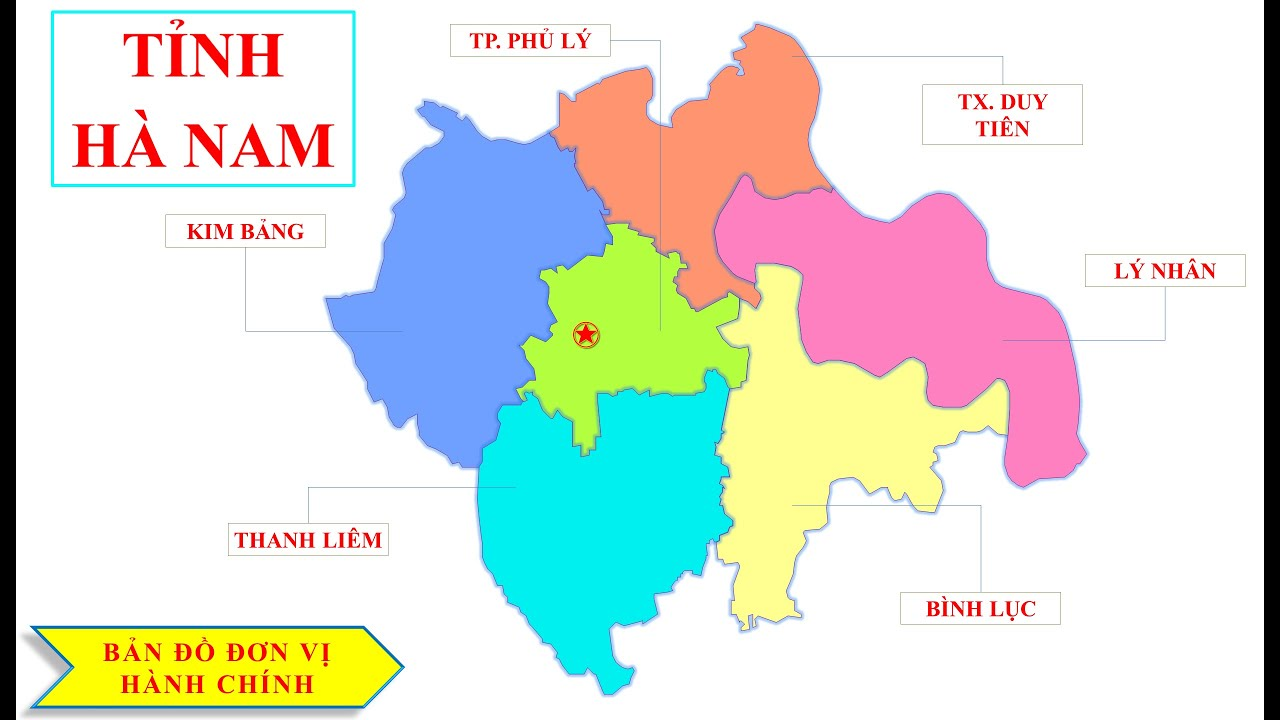 TỈNH
HÀ NAM
TP. PHỦ LÝ
TX. DUY
TIÊN
KIM BẢNG
LÝ NHÂN
THANH LIÊM
BÌNH LỤC
BẢN ĐỒ ĐƠN VỊ
HÀNH CHÍNH